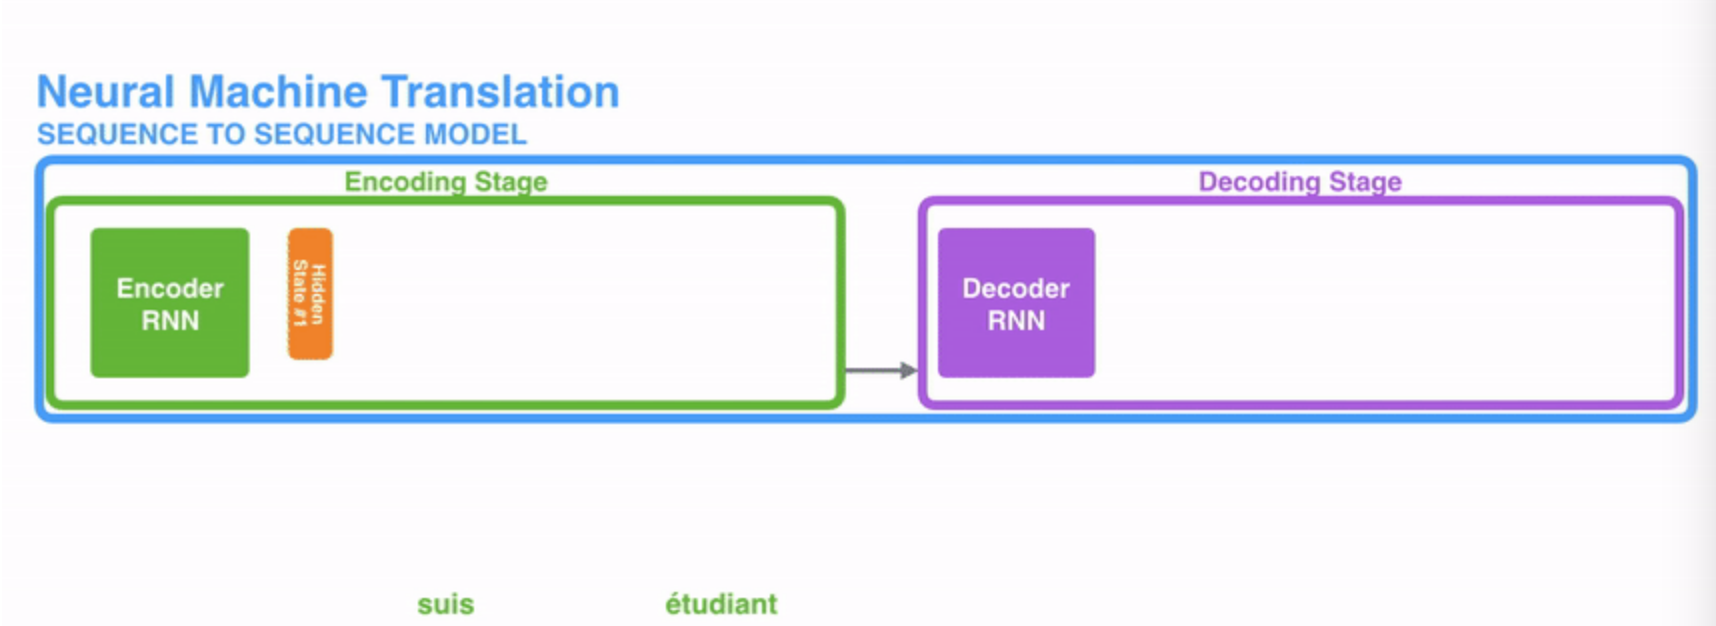 Neural Machine Translation
SEQUENCE TO SEQUENCE MODEL
Encoding Stage
Encoder
RNN
Hidden
State #1
Decoding Stage
Decoder
RNN
suis
étudiant